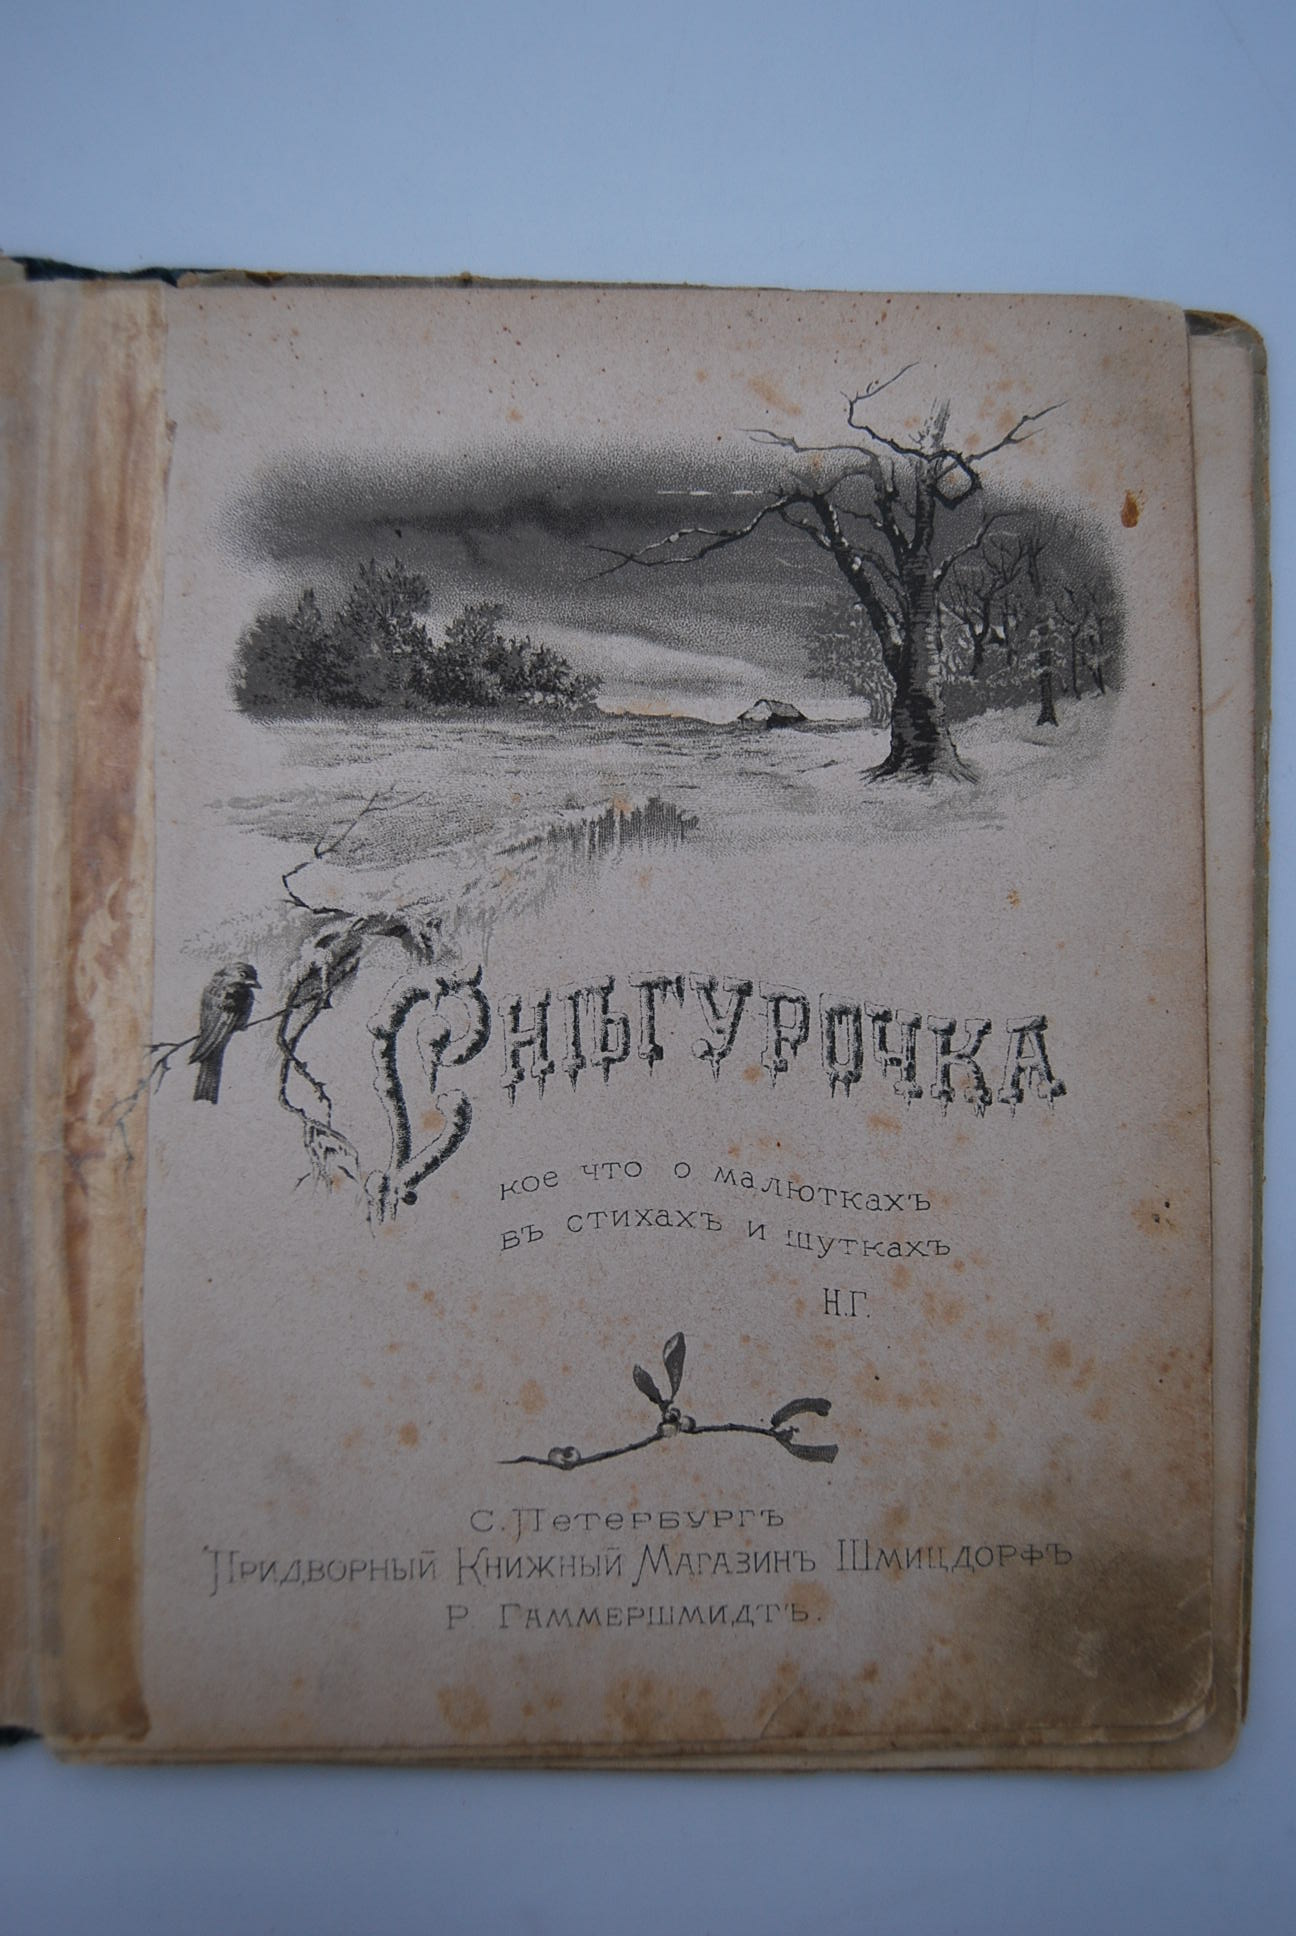 Снѣгурочка
кое что о малюткахъ
въ стихахъ и шуткахъ
Н.Г.
С. Петербургъ
Придворный Книжный Магазинъ Шмицдорфъ
Р Гаммершмидтъ.